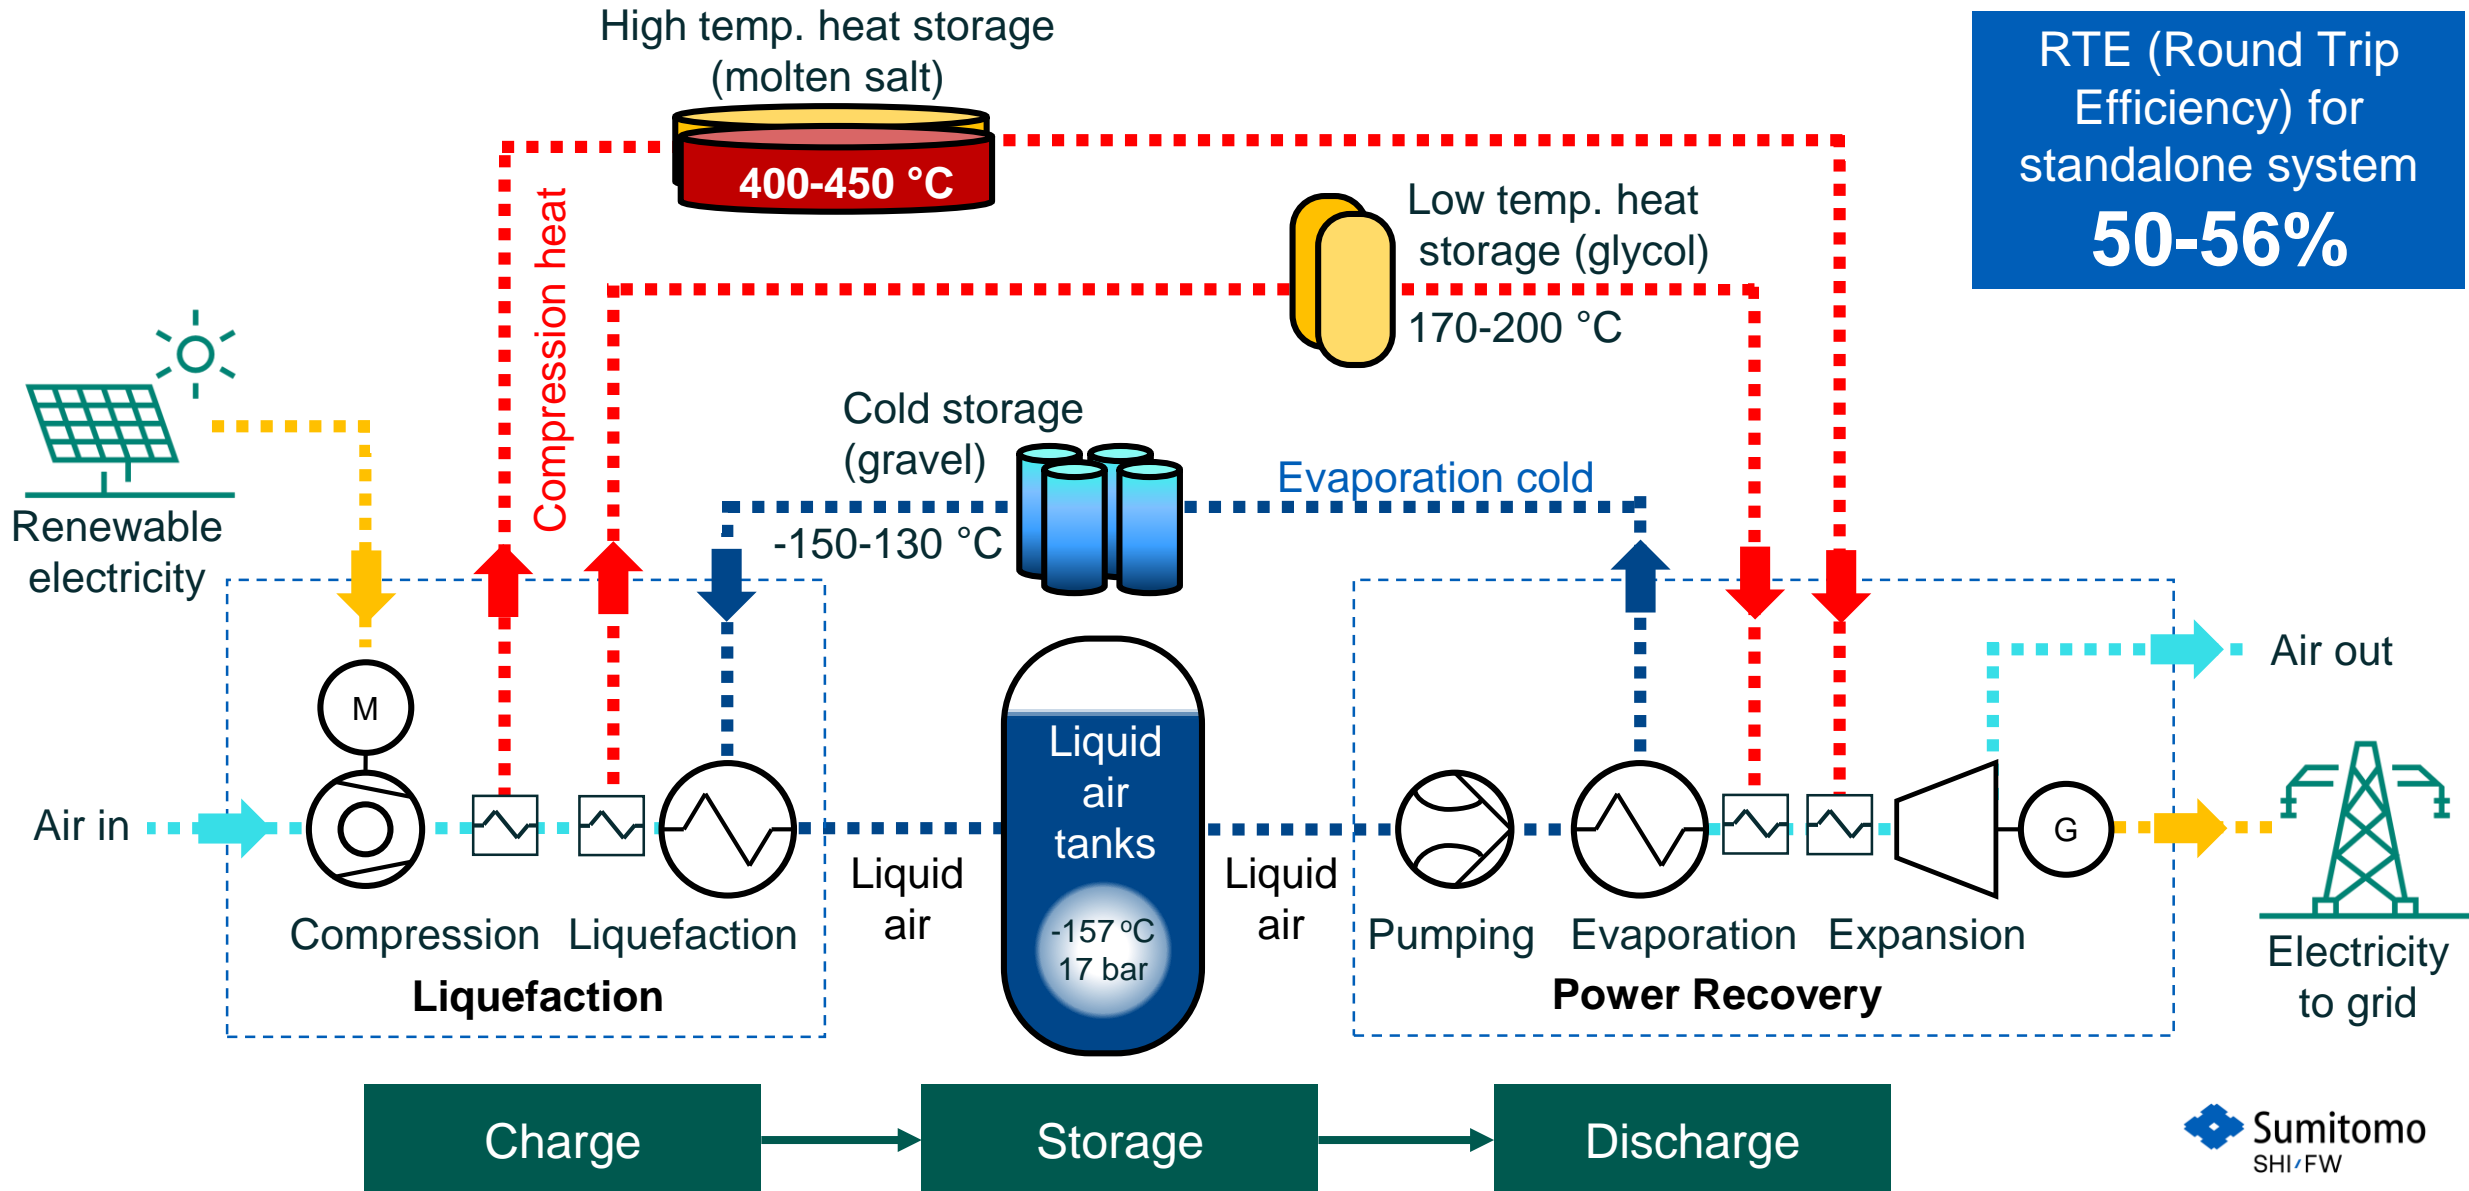 High temp. heat storage
(molten salt)
400-450 °C
RTE (Round Trip
Efficiency) for
standalone system
50-56%
Low temp. heat
storage (glycol)
170-200 °C
Compression heat
Cold storage
(gravel)
-150-130 °C
Evaporation cold
Renewable
electricity
M
Air in
Compression
Liquefaction
Liquefaction
Liquid
air
Liquid
air
tanks
-157 °C
17 bar
Liquid
air
Pumping
Evaporation
Expansion
Power Recovery
G
Air out
Electricity
to grid
Charge
Storage
Discharge
Sumitomo
SHI FW